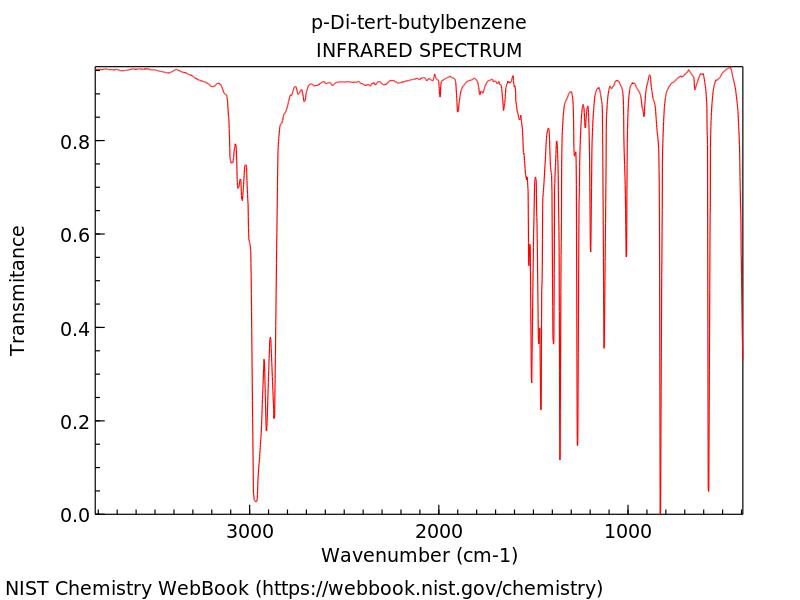 p-Di-tert-butylbenzene
INFRARED SPECTRUM
Transmitance
0.8
0.6
0.4
0.2
0.0
3000 2000 1000
Wavenumber (cm-1)
NIST Chemistry WebBook (https://webbook.nist.gov/chemistry)